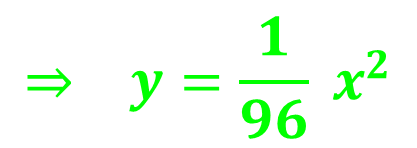 ⇒ y = 1/96 x²